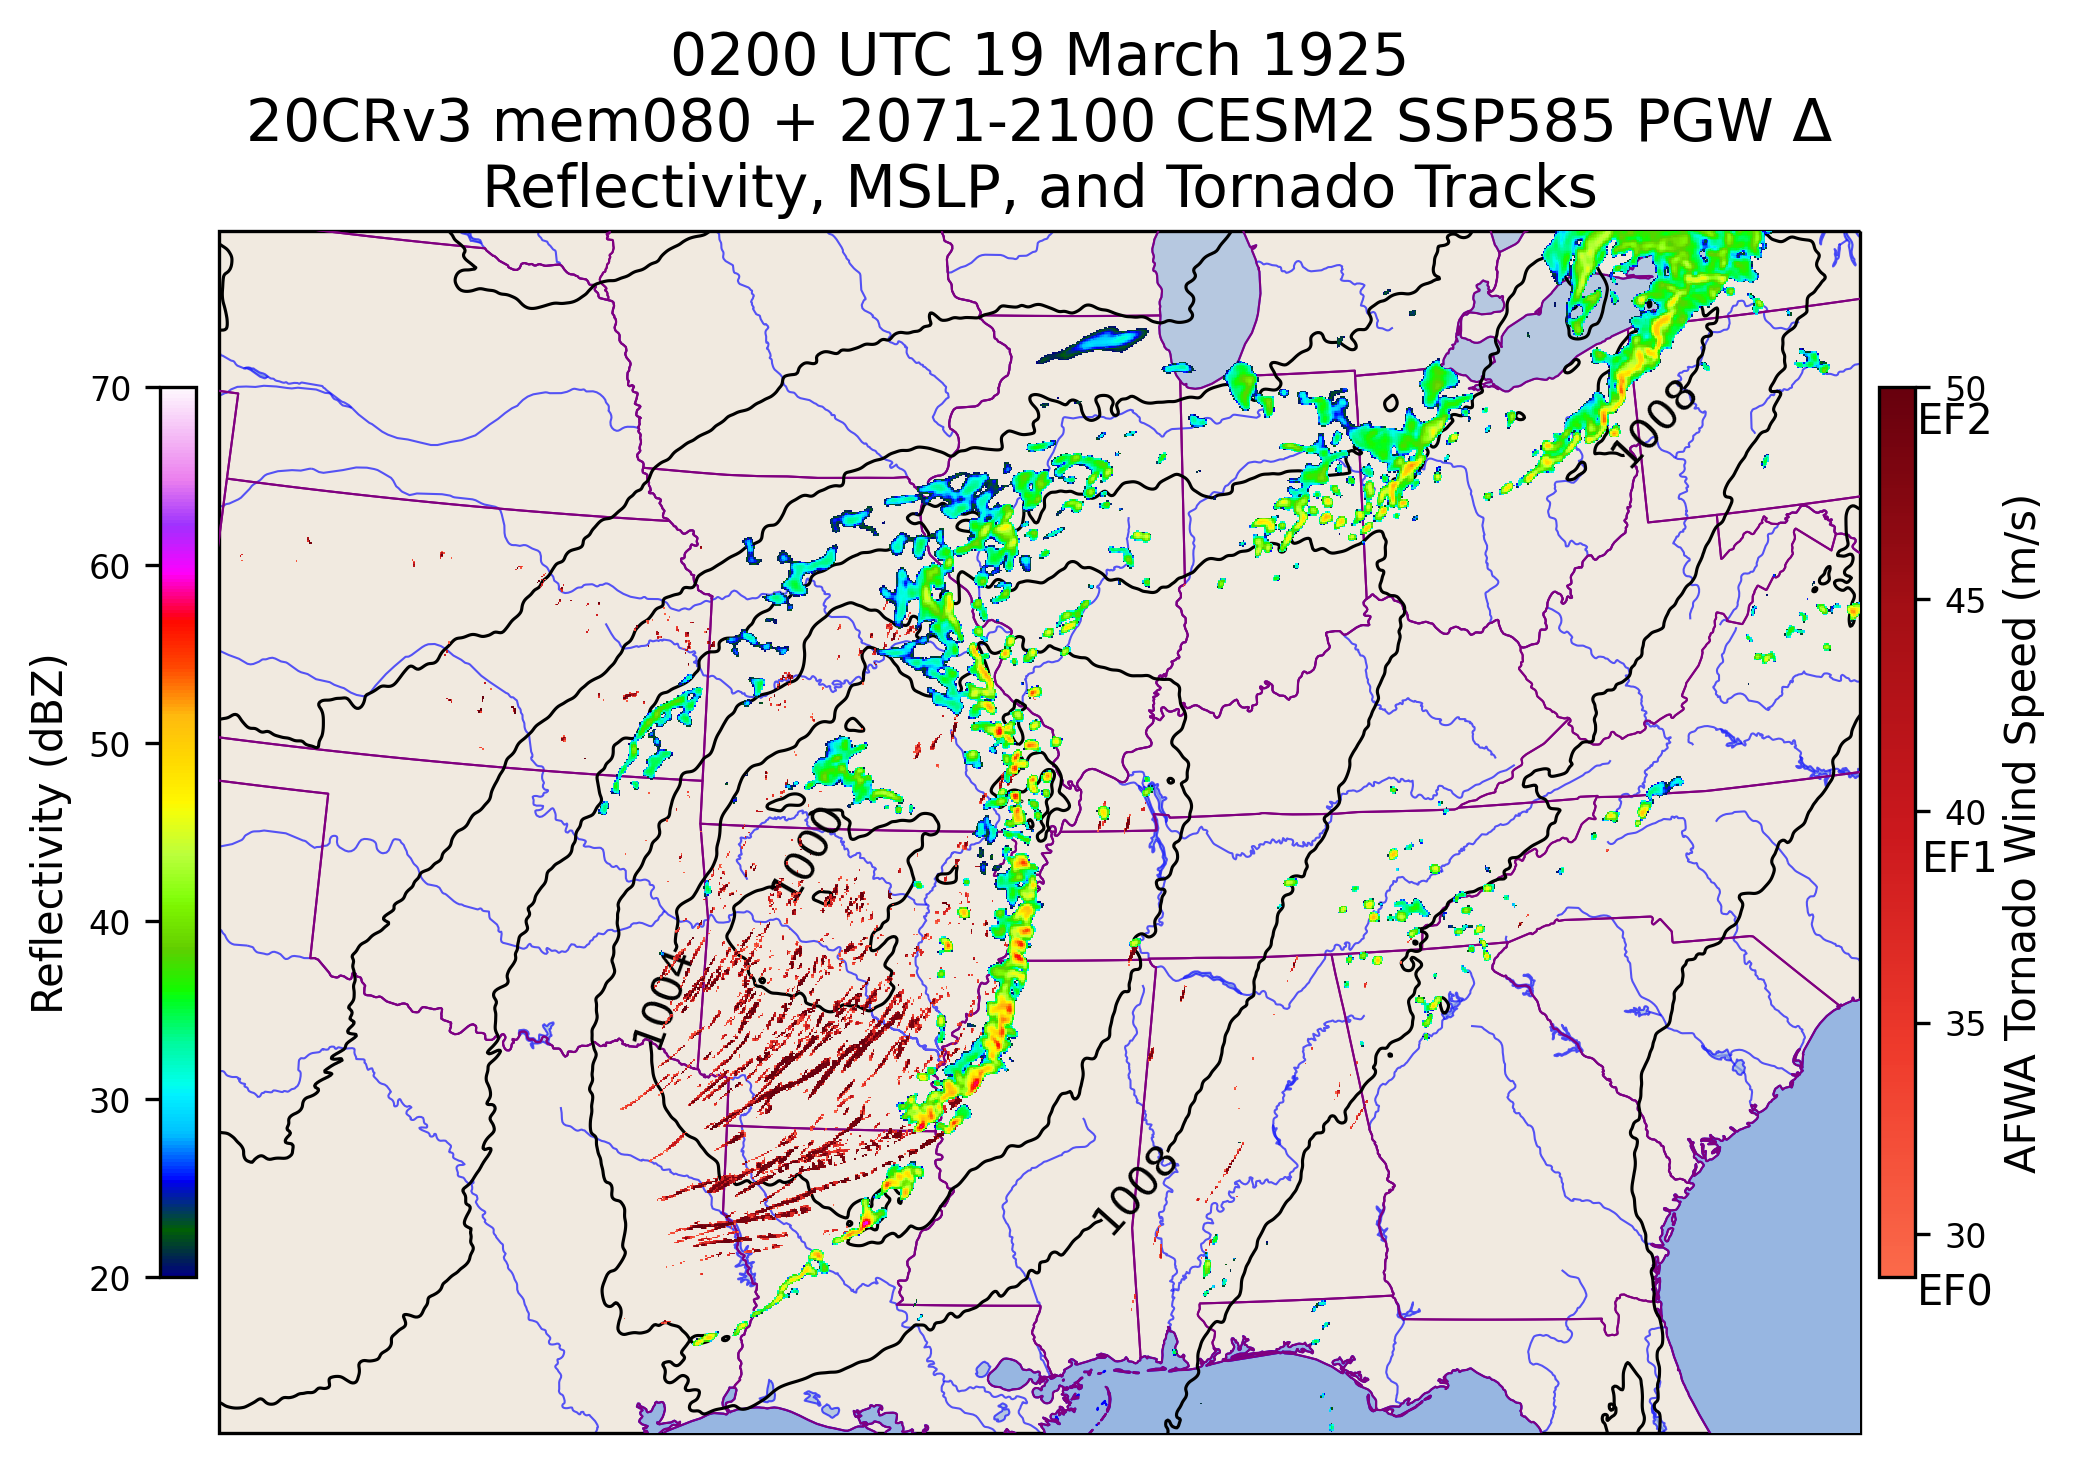 0200 UTC 19 March 1925
20CRv3 mem080 + 2071-2100 CESM2 SSP585 PGW Δ
Reflectivity, MSLP, and Tornado Tracks
70
60
50
40
30
20
Reflectivity (dBZ)
1008
1000
1004
1008
50
EF2
45
40
EF1
35
30
EF0
AFWA Tornado Wind Speed (m/s)